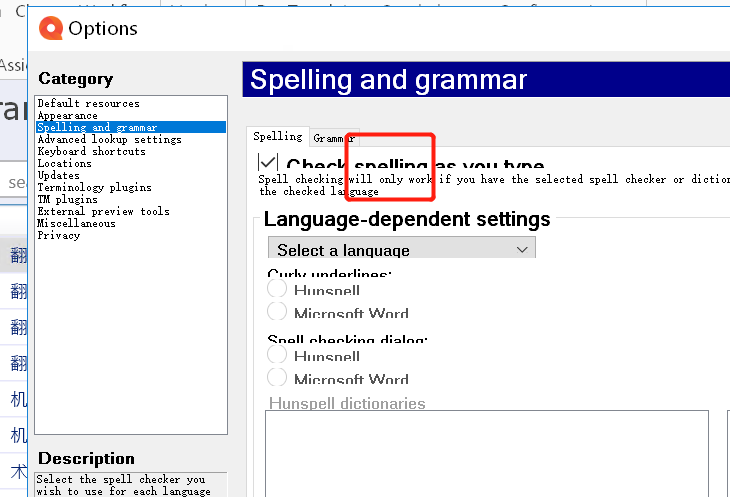 Options
Category
Default resources
Appearance
Spelling and grammar
Advanced lookup settings
Keyboard shortcuts
Locations
Updates
Terminology plugins
TM plugins
External preview tools
Miscellaneous
Privacy
Description
Select the spell checker you
wish to use for each language
Spelling and grammar
Spelling
Grammar
Check spelling as you type
Spell checking will only work if you have the selected spell checker or diction
the checked language
Language-dependent settings
Select a language
Curly underlines:
Hunspell
Microsoft Word
Spell checking dialog:
Hunspell
Microsoft Word
Hunspell dictionaries
Assi
ra
se
翻
翻
翻
翻
机
机
术